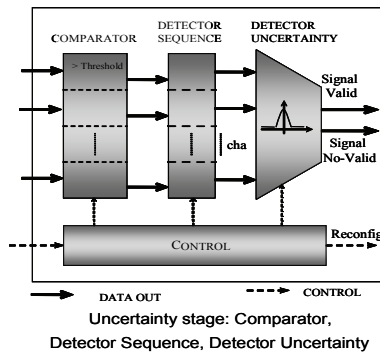 COMPARATOR
DETECTOR SEQUENCE
DETECTOR UNCERTAINTY
> Threshold
Signal Valid
Signal No-Valid
cha
CONTROL
Reconfig
DATA OUT
CONTROL
Uncertainty stage: Comparator,
Detector Sequence, Detector Uncertainty